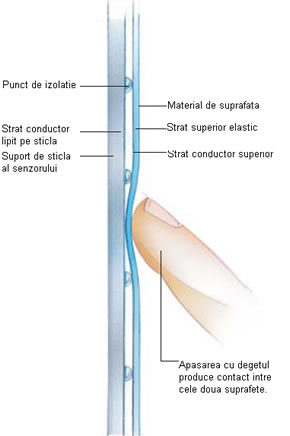 Punct de izolatie
Material de suprafata
Strat conductor
lipit pe sticla
Strat superior elastic
Suport de sticla
al senzorului
Strat conductor superior
Apasarea cu degetul
produce contact intre
cele doua suprafete.